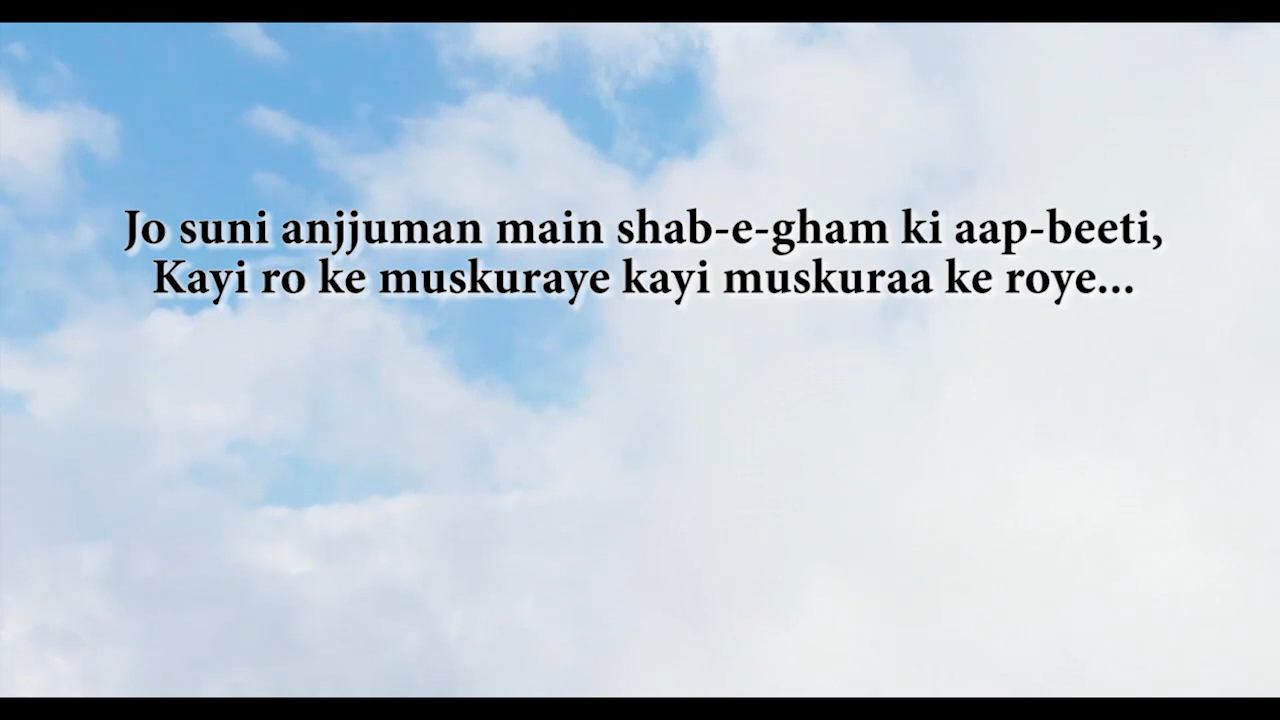 Jo suni anjjuman main shab-e-gham ki aap-beeti,
Kayi ro ke muskuraye kayi muskuraa ke roye...